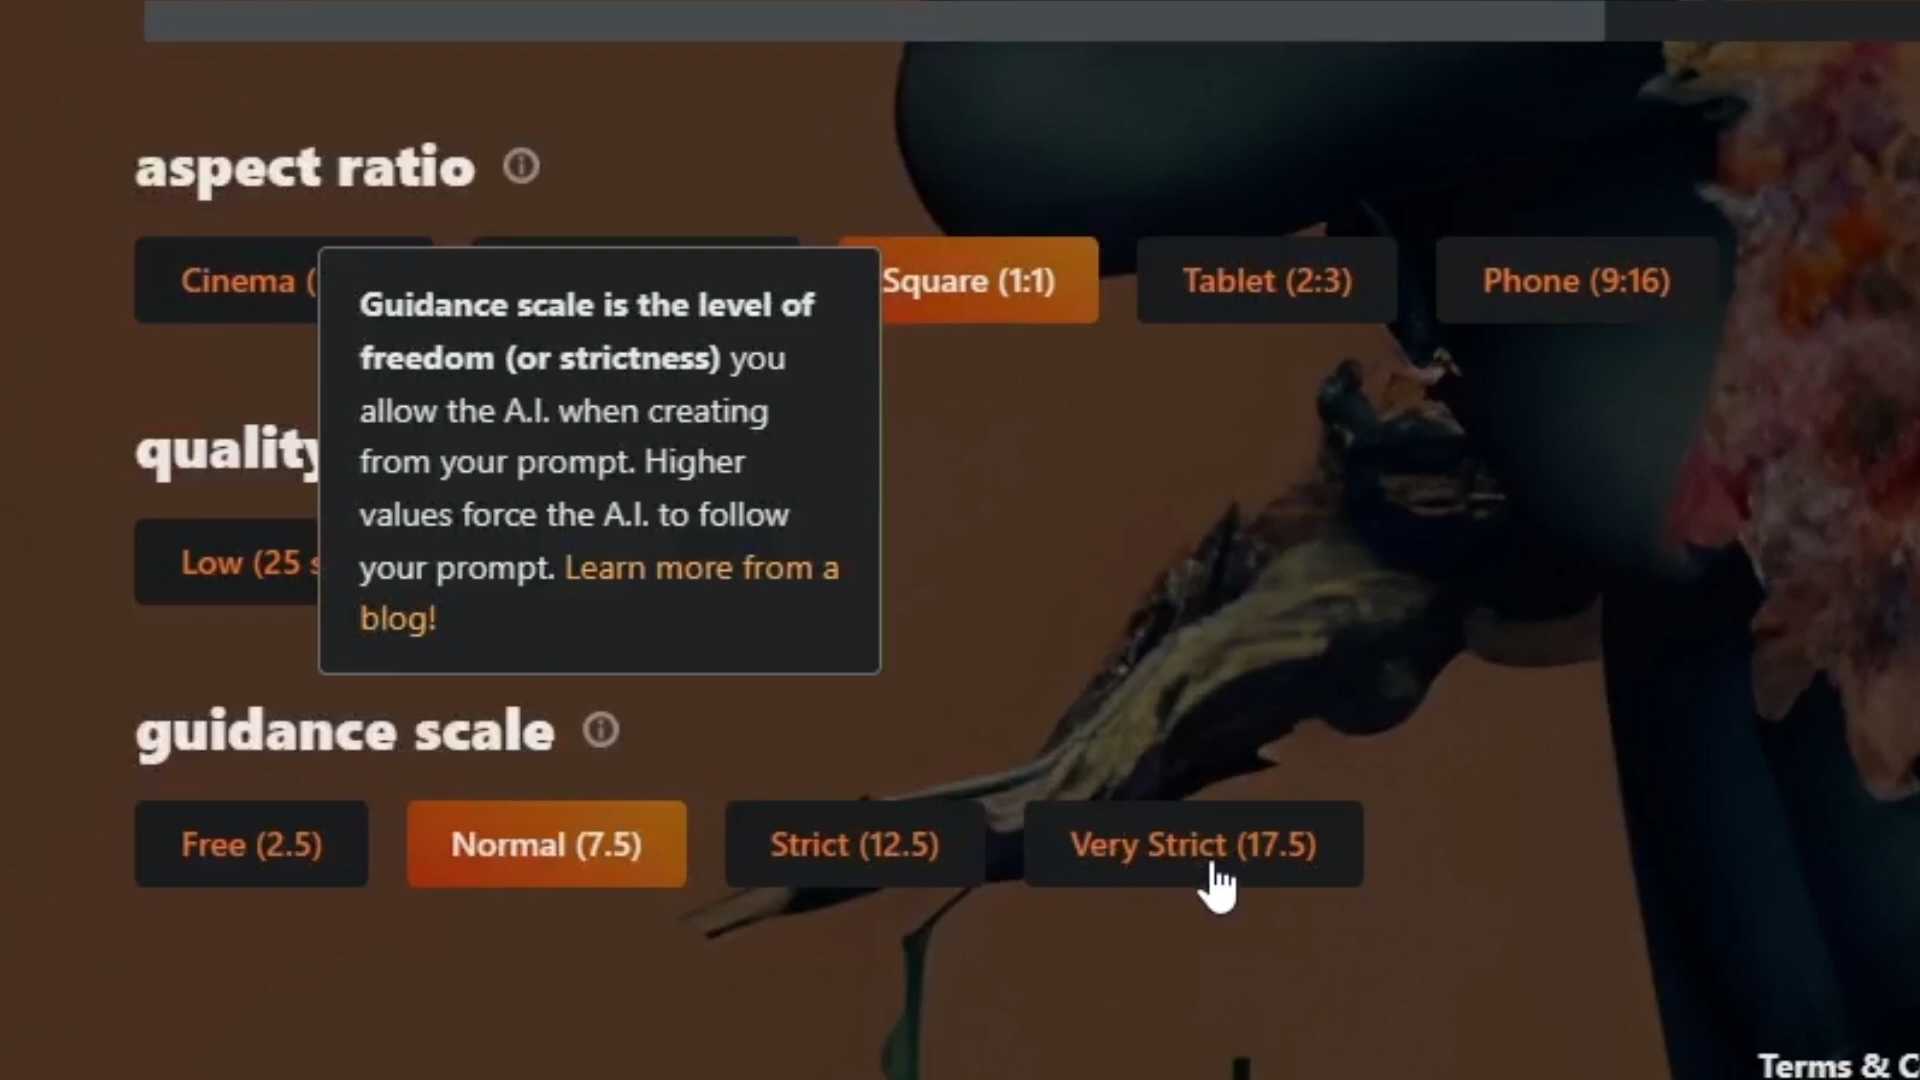 aspect ratio
Cinema (
Square (1:1)
Tablet (2:3)
Phone (9:16)
Guidance scale is the level of
freedom (or strictness) you
allow the A.I. when creating
from your prompt. Higher
values force the A.I. to follow
your prompt. Learn more from a
blog!
quality
Low (25 s
guidance scale
Free (2.5)
Normal (7.5)
Strict (12.5)
Very Strict (17.5)
Terms & C